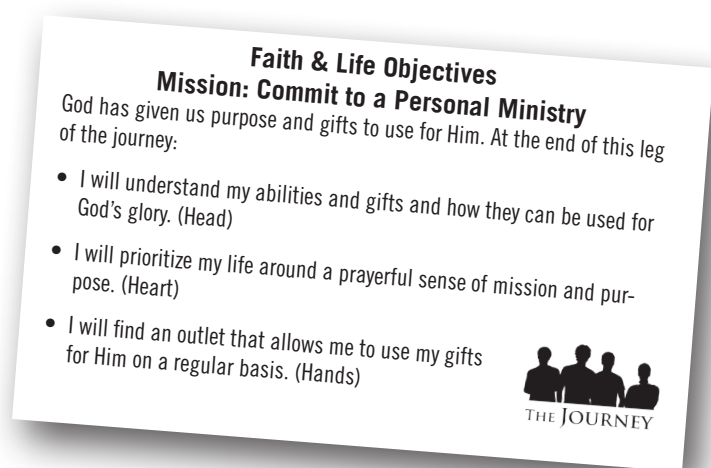 Faith & Life Objectives
Mission: Commit to a Personal Ministry
God has given us purpose and gifts to use for Him. At the end of this leg
of the journey:
• I will understand my abilities and gifts and how they can be used for
God's glory. (Head)
• I will prioritize my life around a prayerful sense of mission and pur-
pose. (Heart)
• I will find an outlet that allows me to use my gifts
for Him on a regular basis. (Hands)
THE JOURNEY